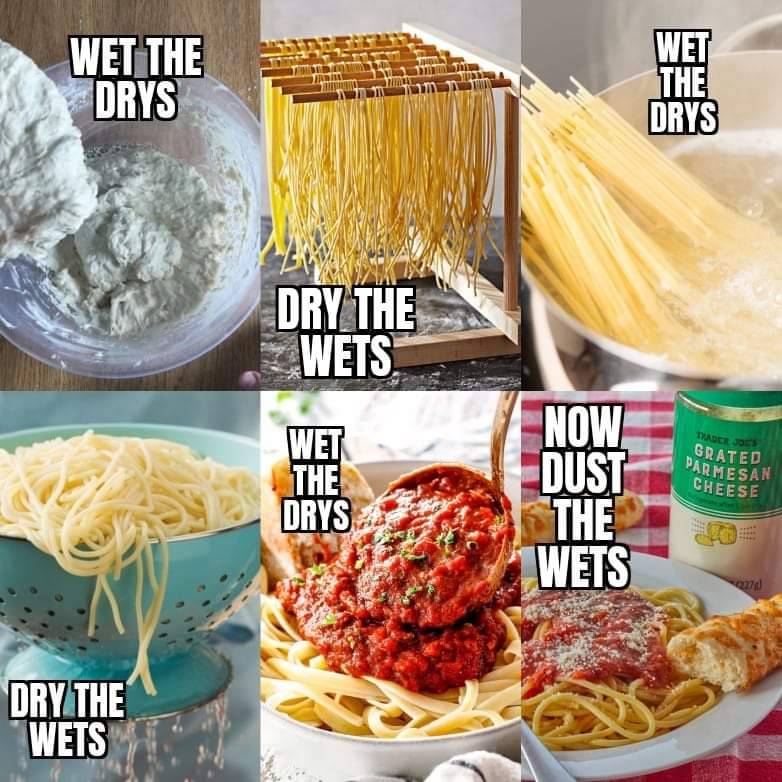 WET THE
DRYS
DRY THE
WETS
WET
THE
DRYS
DRY THE
WETS
WET
THE
DRYS
NOW
DUST
THE
WETS
TRADER JOE'S
GRATED
PARMESAN
CHEESE
(227g)